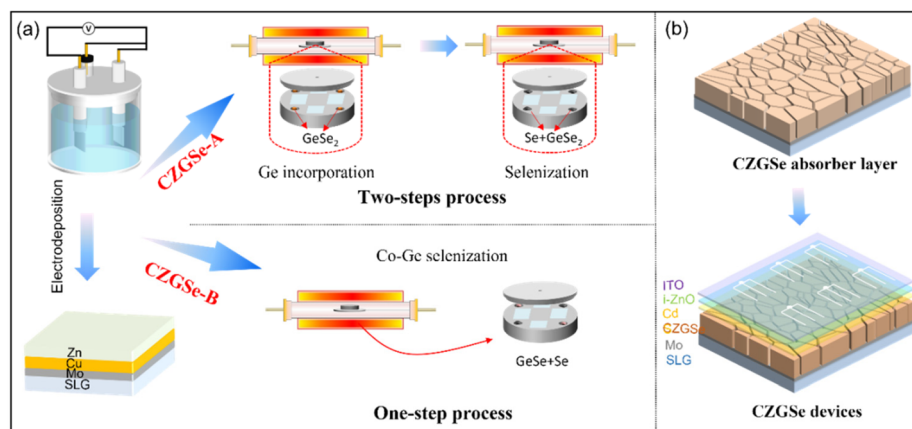 (a)
V
Electrodeposition
Zn
Cu
Mo
SLG
CZGSe-A
GeSe2
Ge incorporation
Se+GeSe2
Selenization
Two-steps process
CZGSe-B
Co-Ge selenization
GeSe+Se
One-step process
(b)
CZGSe absorber layer
ITO
i-ZnO
Cd
CZGS
Mo
SLG
CZGSe devices